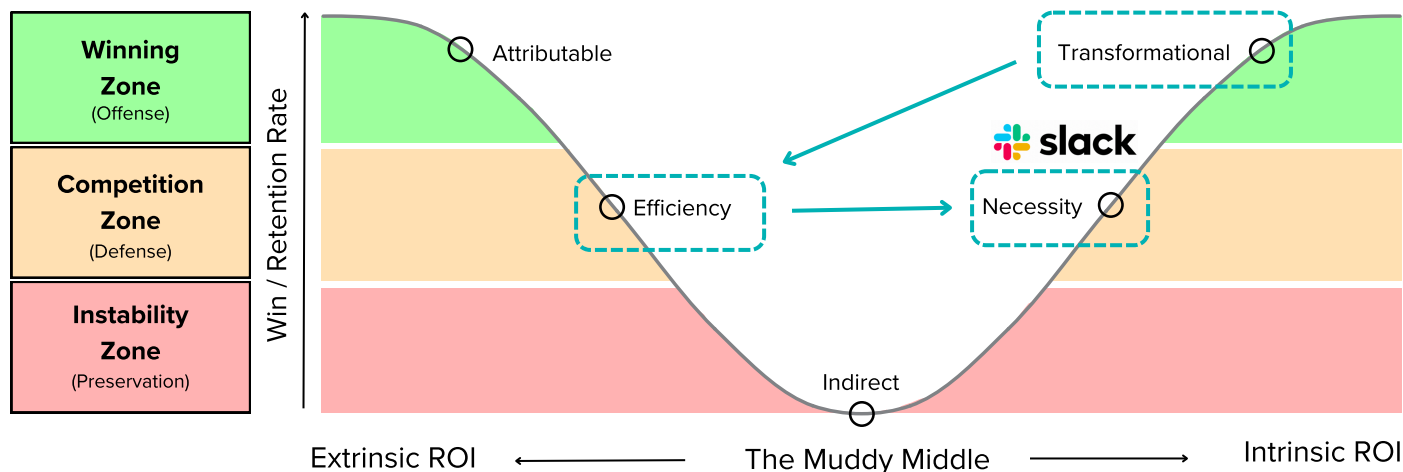 Winning
Zone
(Offense)
Competition
Zone
(Defense)
Instability
Zone
(Preservation)
Win / Retention Rate
Attributable
Transformational
slack
Efficiency
Necessity
Indirect
Extrinsic ROI
The Muddy Middle
Intrinsic ROI